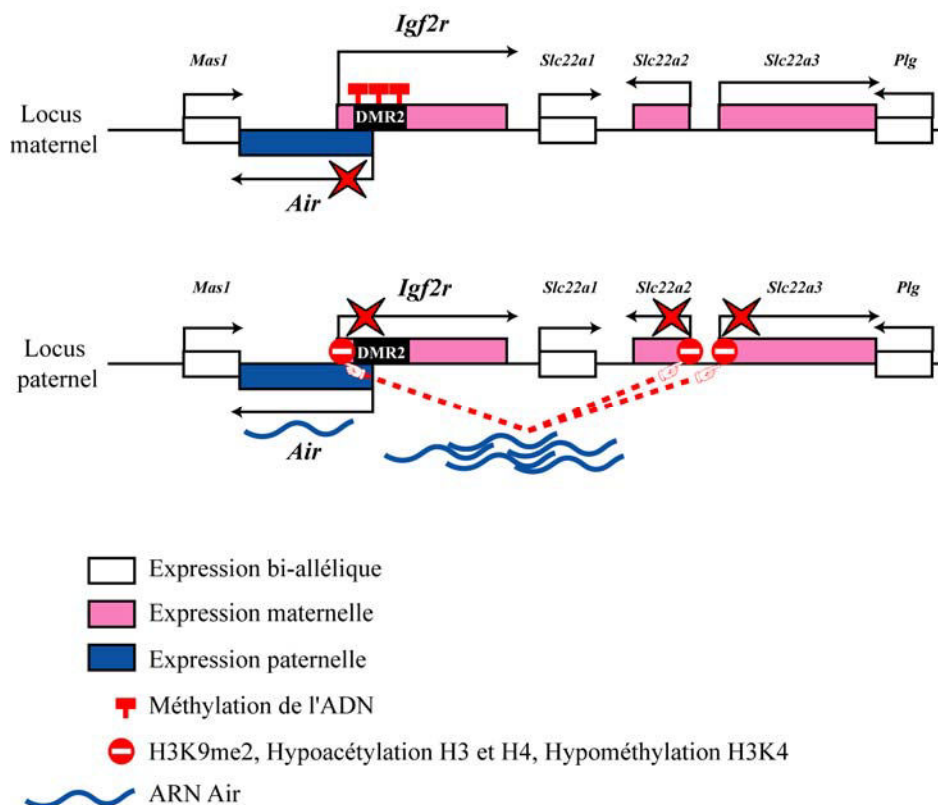 Igf2r
Mas1 Slc22a1 Slc22a2 Slc22a3 Plg
Locus
maternel
DMR2
Air
Igf2r
Mas1 Slc22a1 Slc22a2 Slc22a3 Plg
Locus
paternel
DMR2
Air
Expression bi-allélique
Expression maternelle
Expression paternelle
Méthylation de l'ADN
H3K9me2, Hypoacétylation H3 et H4, Hypométhylation H3K4
ARN Air